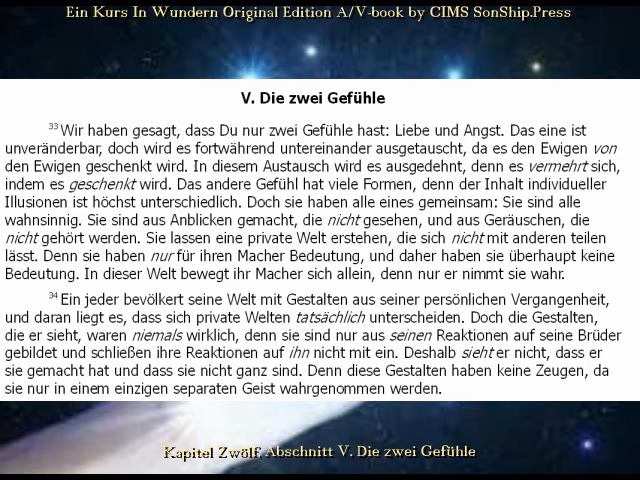 Ein Kurs In Wundern Original Edition A/V-book by CIMS SonShip.Press
V. Die zwei Gefühle
33 Wir haben gesagt, dass Du nur zwei Gefühle hast: Liebe und Angst. Das eine ist
unveränderbar, doch wird es fortwährend untereinander ausgetauscht, da es den Ewigen von
den Ewigen geschenkt wird. In diesem Austausch wird es ausgedehnt, denn es vermehrt sich,
indem es geschenkt wird. Das andere Gefühl hat viele Formen, denn der Inhalt individueller
Illusionen ist höchst unterschiedlich. Doch sie haben alle eines gemeinsam: Sie sind alle
wahnsinnig. Sie sind aus Anblicken gemacht, die nicht gesehen, und aus Geräuschen, die
nicht gehört werden. Sie lassen eine private Welt erstehen, die sich nicht mit anderen teilen
lässt. Denn sie haben nur für ihren Macher Bedeutung, und daher haben sie überhaupt keine
Bedeutung. In dieser Welt bewegt ihr Macher sich allein, denn nur er nimmt sie wahr.
34 Ein jeder bevölkert seine Welt mit Gestalten aus seiner persönlichen Vergangenheit,
und daran liegt es, dass sich private Welten tatsächlich unterscheiden. Doch die Gestalten,
die er sieht, waren niemals wirklich, denn sie sind nur aus seinen Reaktionen auf seine Brüder
gebildet und schließen ihre Reaktionen auf ihn nicht mit ein. Deshalb sieht er nicht, dass er
sie gemacht hat und dass sie nicht ganz sind. Denn diese Gestalten haben keine Zeugen, da
sie nur in einem einzigen separaten Geist wahrgenommen werden.
Kapitel Zwölf, Abschnitt V. Die zwei Gefühle